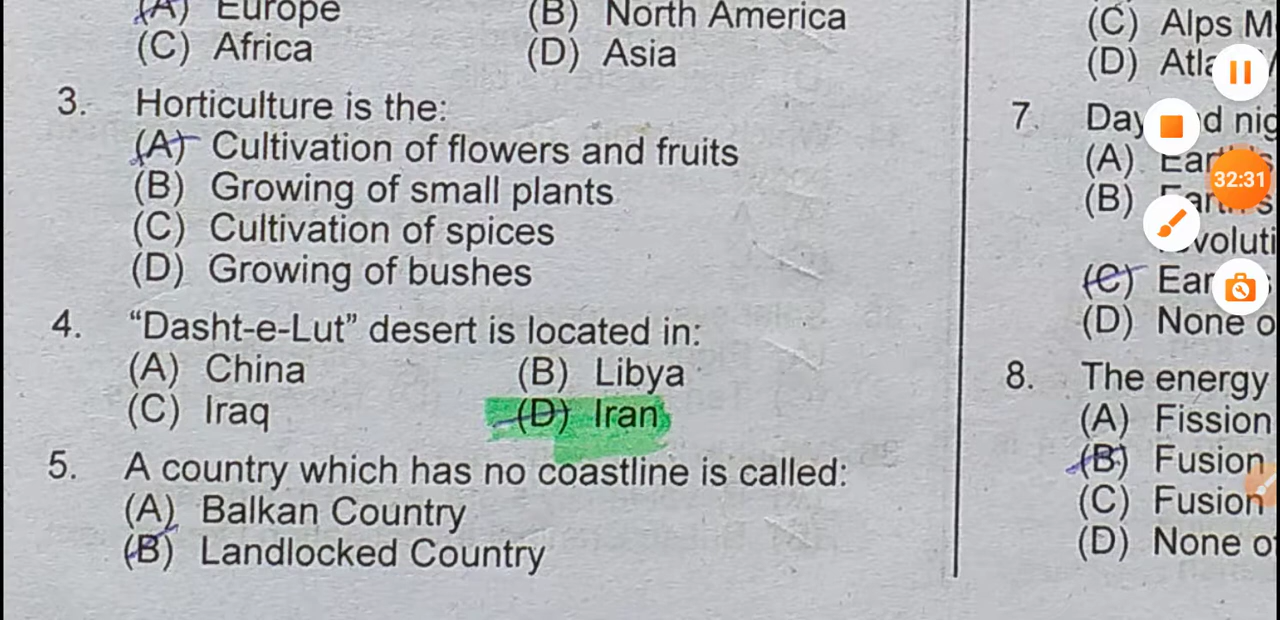 (A) Europe (B) North America
(C) Africa (D) Asia
3. Horticulture is the:
(A) Cultivation of flowers and fruits
(B) Growing of small plants
(C) Cultivation of spices
(D) Growing of bushes
4. “Dasht-e-Lut” desert is located in:
(A) China (B) Libya
(C) Iraq (D) Iran
5. A country which has no coastline is called:
(A) Balkan Country
(B) Landlocked Country
(C) Alps
(D)
7. Day
(A)
(B)
(C)
(D) None
8. The energy
(A) Fission
(B) Fusion
(C) Fusion
(D) None
32:31